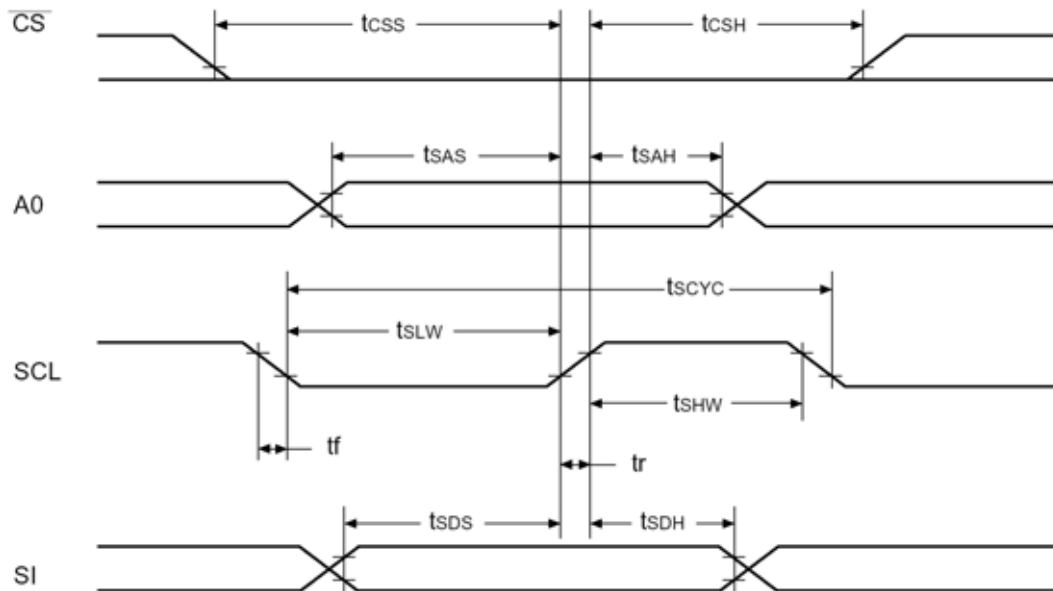 CS tCSS tCSH
A0 tSAS tSAH
tSCYC
SCL tSLW
tSHW
tf tr
SI tSDS tSDH